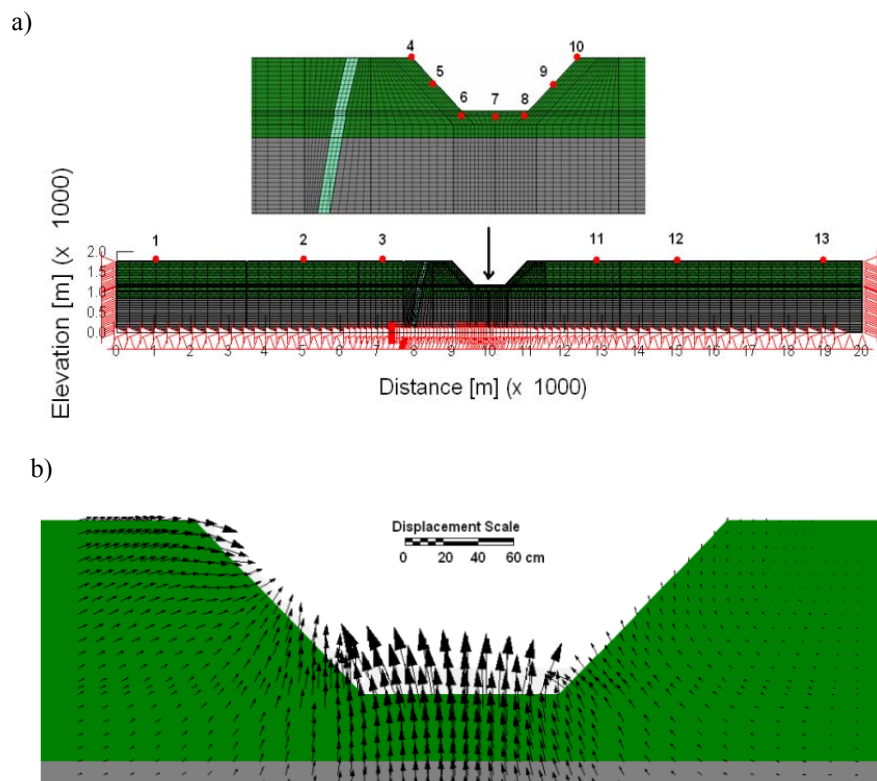 a)
4
10
5
9
6
7
8
Elevation [m] (x 1000)
2.0
1.5
1.0
0.5
0.0
1
2
3
11
12
13
0 1 2 3 4 5 6 7 8 9 10 11 12 13 14 15 16 17 18 19 20
Distance [m] (x 1000)
b)
Displacement Scale
0 20 40 60 cm